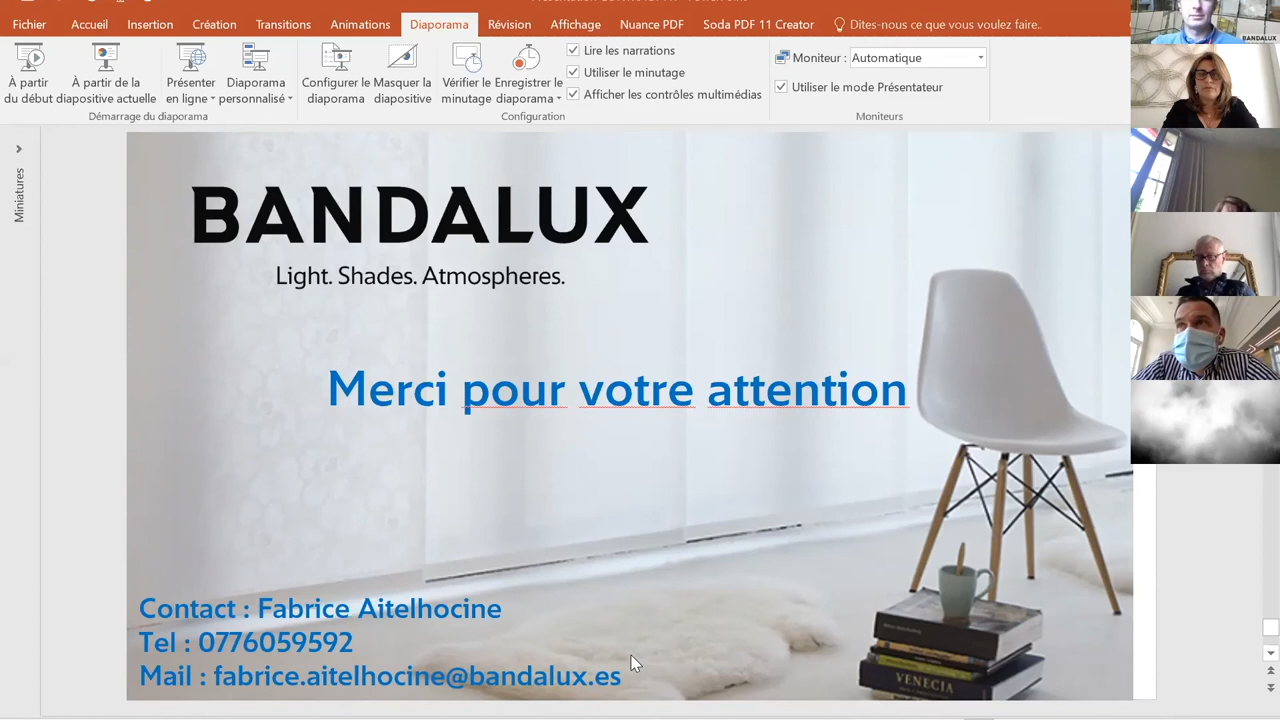 Fichier
Accueil
Insertion
Création
Transitions
Animations
Diaporama
Révision
Affichage
Nuance PDF
Soda PDF 11 Creator
Dites-nous ce que vous voulez faire..
À partir
du début
À partir de la
diapositive actuelle
Présenter
en ligne
Diaporama
personnalisé
Configurer le
diaporama
Masquer la
diapositive
Vérifier le
minutage
Enregistrer le
diaporama
Lire les narrations
Utiliser le minutage
Afficher les contrôles multimédias
Moniteur : Automatique
Utiliser le mode Présentateur
Démarrage du diaporama
Configuration
Moniteurs
Miniatures
BANDALUX
BANDALUX
Light. Shades. Atmospheres.
Merci pour votre attention
Contact : Fabrice Aitelhocine
Tel : 0776059592
Mail : fabrice.aitelhocine@bandalux.es
VENECIA